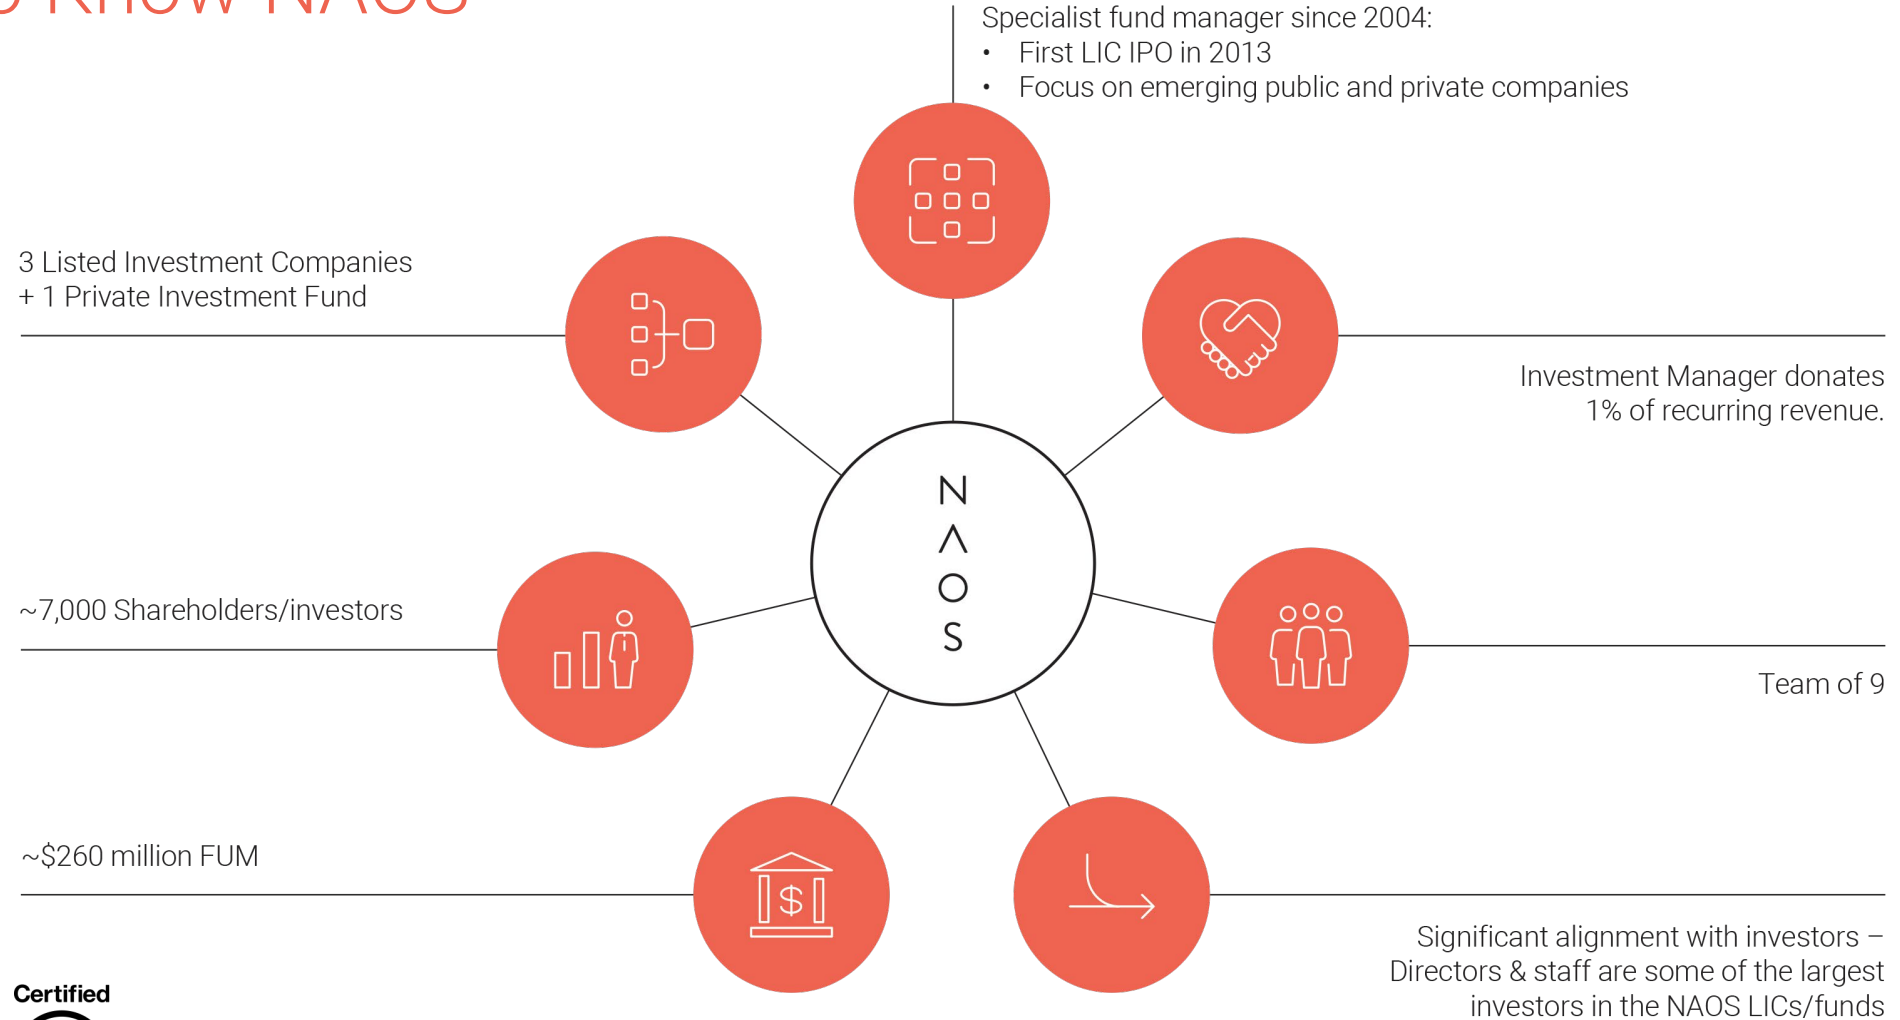 Know NAOS
Specialist fund manager since 2004:
• First LIC IPO in 2013
• Focus on emerging public and private companies
3 Listed Investment Companies
+ 1 Private Investment Fund
Investment Manager donates
1% of recurring revenue.
N
Λ
O
S
~7,000 Shareholders/investors
Team of 9
~$260 million FUM
$
Significant alignment with investors –
Directors & staff are some of the largest
investors in the NAOS LICs/funds
Certified